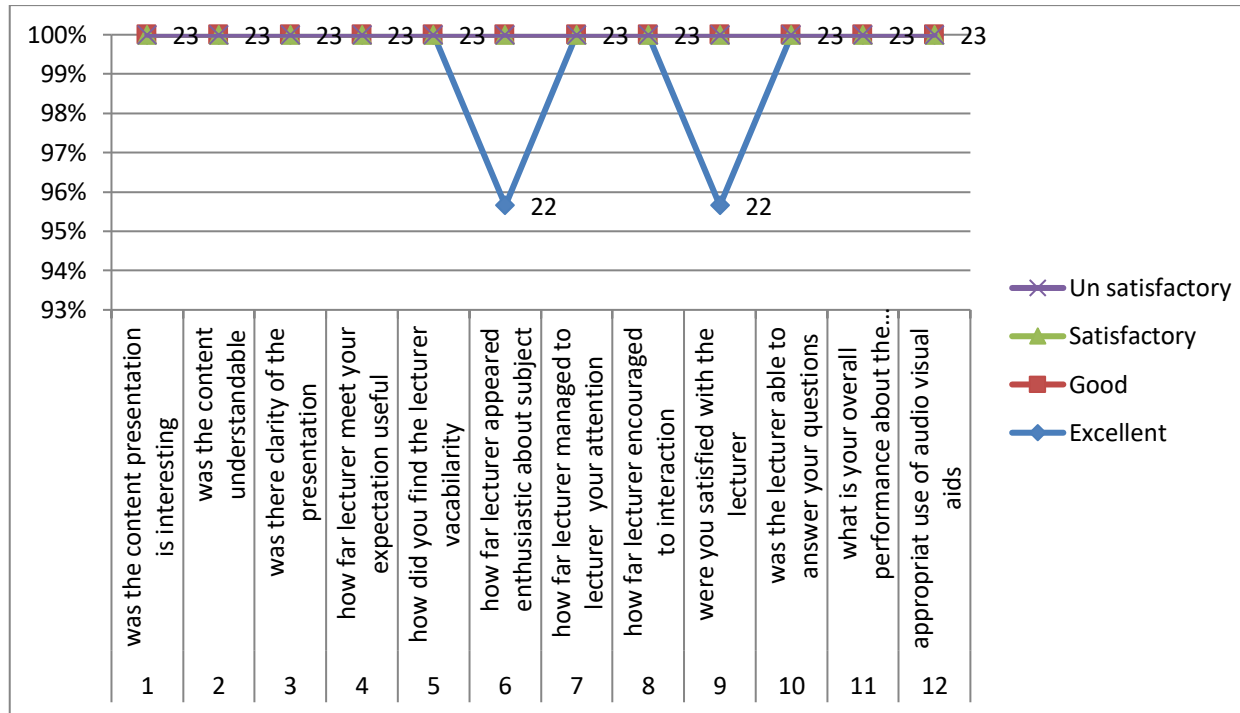 100%
99%
98%
97%
96%
95%
94%
93%
23
23
23
23
23
22
23
23
22
23
23
23
was the content presentation
is interesting
was the content
understandable
was there clarity of the
presentation
how far lecturer meet your
expectation useful
how did you find the lecturer
vacabilarity
how far lecturer appeared
enthusiastic about subject
how far lecturer managed to
lecturer your attention
how far lecturer encouraged
to interaction
were you satisfied with the
lecturer
was the lecturer able to
answer your questions
what is your overall
performance about the…
appropriat use of audio visual
aids
1
2
3
4
5
6
7
8
9
10
11
12
Un satisfactory
Satisfactory
Good
Excellent